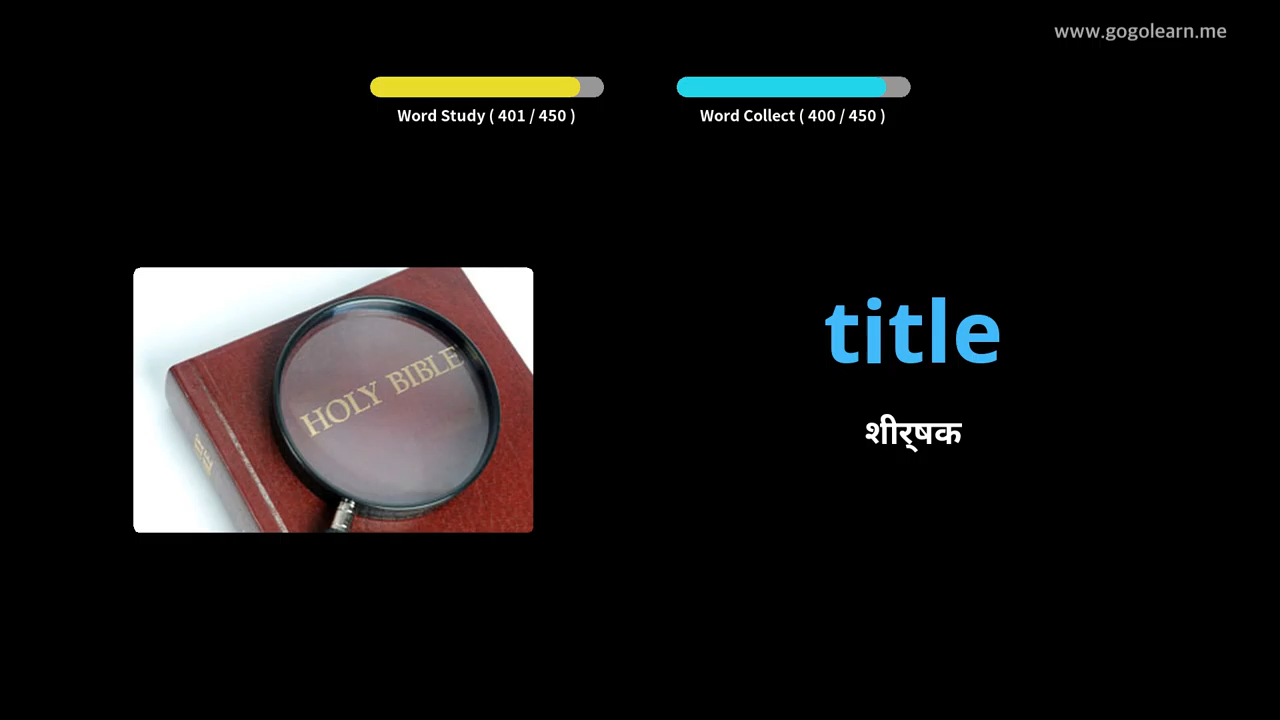 www.gogolearn.me
Word Study ( 401 / 450 )
Word Collect ( 400 / 450 )
HOLY BIBLE
title
शीर्षक